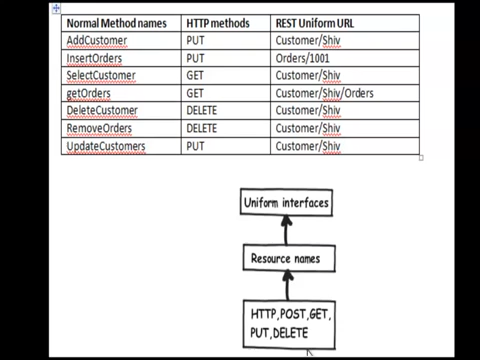 Normal Method names HTTP methods REST Uniform URL
AddCustomer PUT Customer/Shiv
InsertOrders PUT Orders/1001
SelectCustomer GET Customer/Shiv
getOrders GET Customer/Shiv/Orders
DeleteCustomer DELETE Customer/Shiv
RemoveOrders DELETE Customer/Shiv
UpdateCustomers PUT Customer/Shiv
Uniform interfaces
Resource names
HTTP,POST,GET,
PUT,DELETE